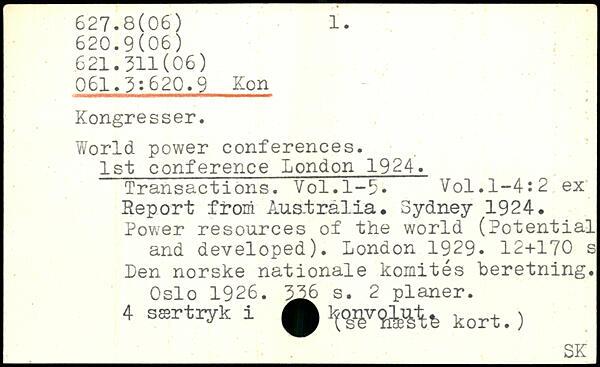 627.8(06) 1.
620.9(06)
621.311(06)
061.3:620.9 Kon
Kongresser.
World power conferences.
1st conference London 1924.
Transactions. Vol.1-5. Vol.1-4:2 ex
Report from Australia. Sydney 1924.
Power resources of the world (Potential
and developed). London 1929. 12+170 s
Den norske nationale komités beretning.
Oslo 1926. 336 s. 2 planer.
4 særtryk i konvolut.
(se næste kort.)
SK